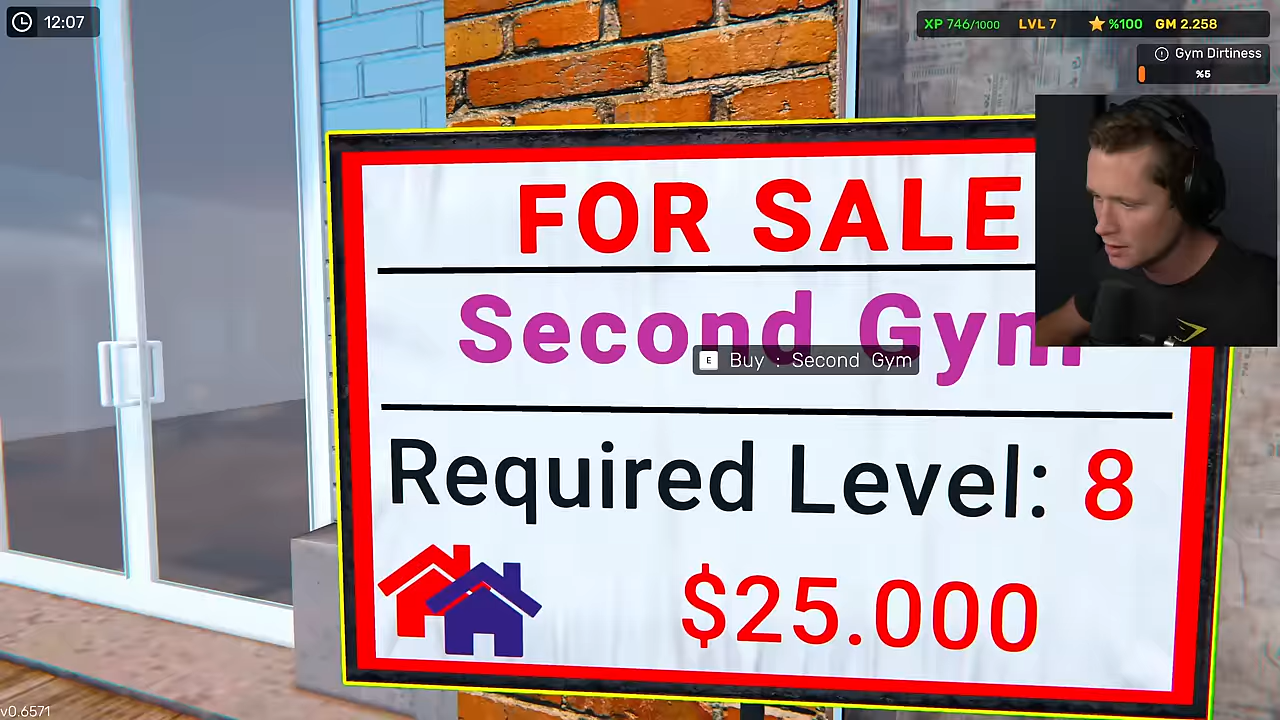 12:07
XP 746/1000 LVL 7 %100 GM 2.258
Gym Dirtiness
%5
FOR SALE
Second Gym
E Buy : Second Gym
Required Level: 8
$25.000
v0.6571